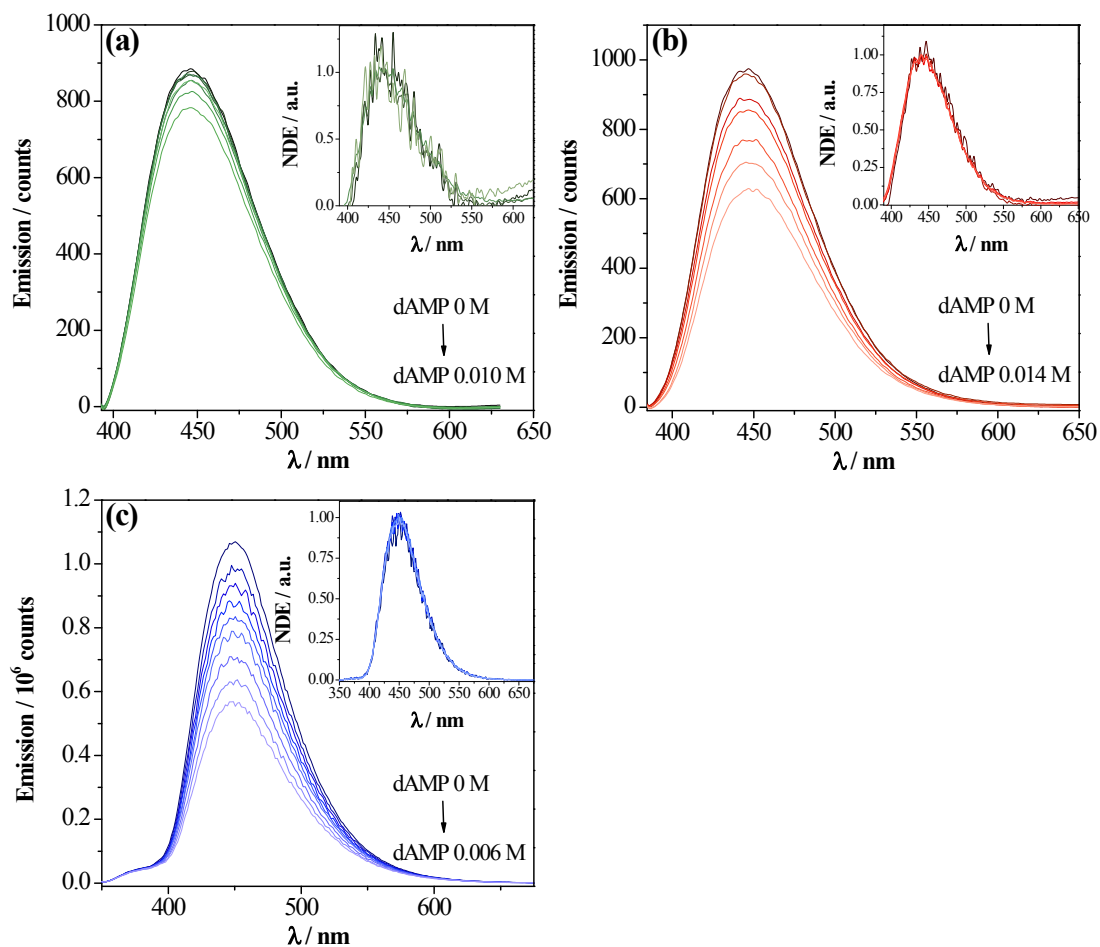 (a)
1000
800
600
400
200
0
Emission / counts
400 450 500 550 600 650
λ / nm
NDE / a.u.
1.0
0.5
0.0
400 450 500 550 600
λ / nm
dAMP 0 M
dAMP 0.010 M
(b)
1000
900
800
700
600
500
400
300
200
100
0
Emission / counts
400 450 500 550 600 650
λ / nm
NDE / a.u.
1.00
0.75
0.50
0.25
0.00
400 450 500 550 600 650
λ / nm
dAMP 0 M
dAMP 0.014 M
(c)
1.2
1.0
0.8
0.6
0.4
0.2
0.0
Emission / 10⁶ counts
400 500 600
λ / nm
NDE / a.u.
1.00
0.75
0.50
0.25
0.00
350 400 450 500 550 600 650
λ / nm
dAMP 0 M
dAMP 0.006 M